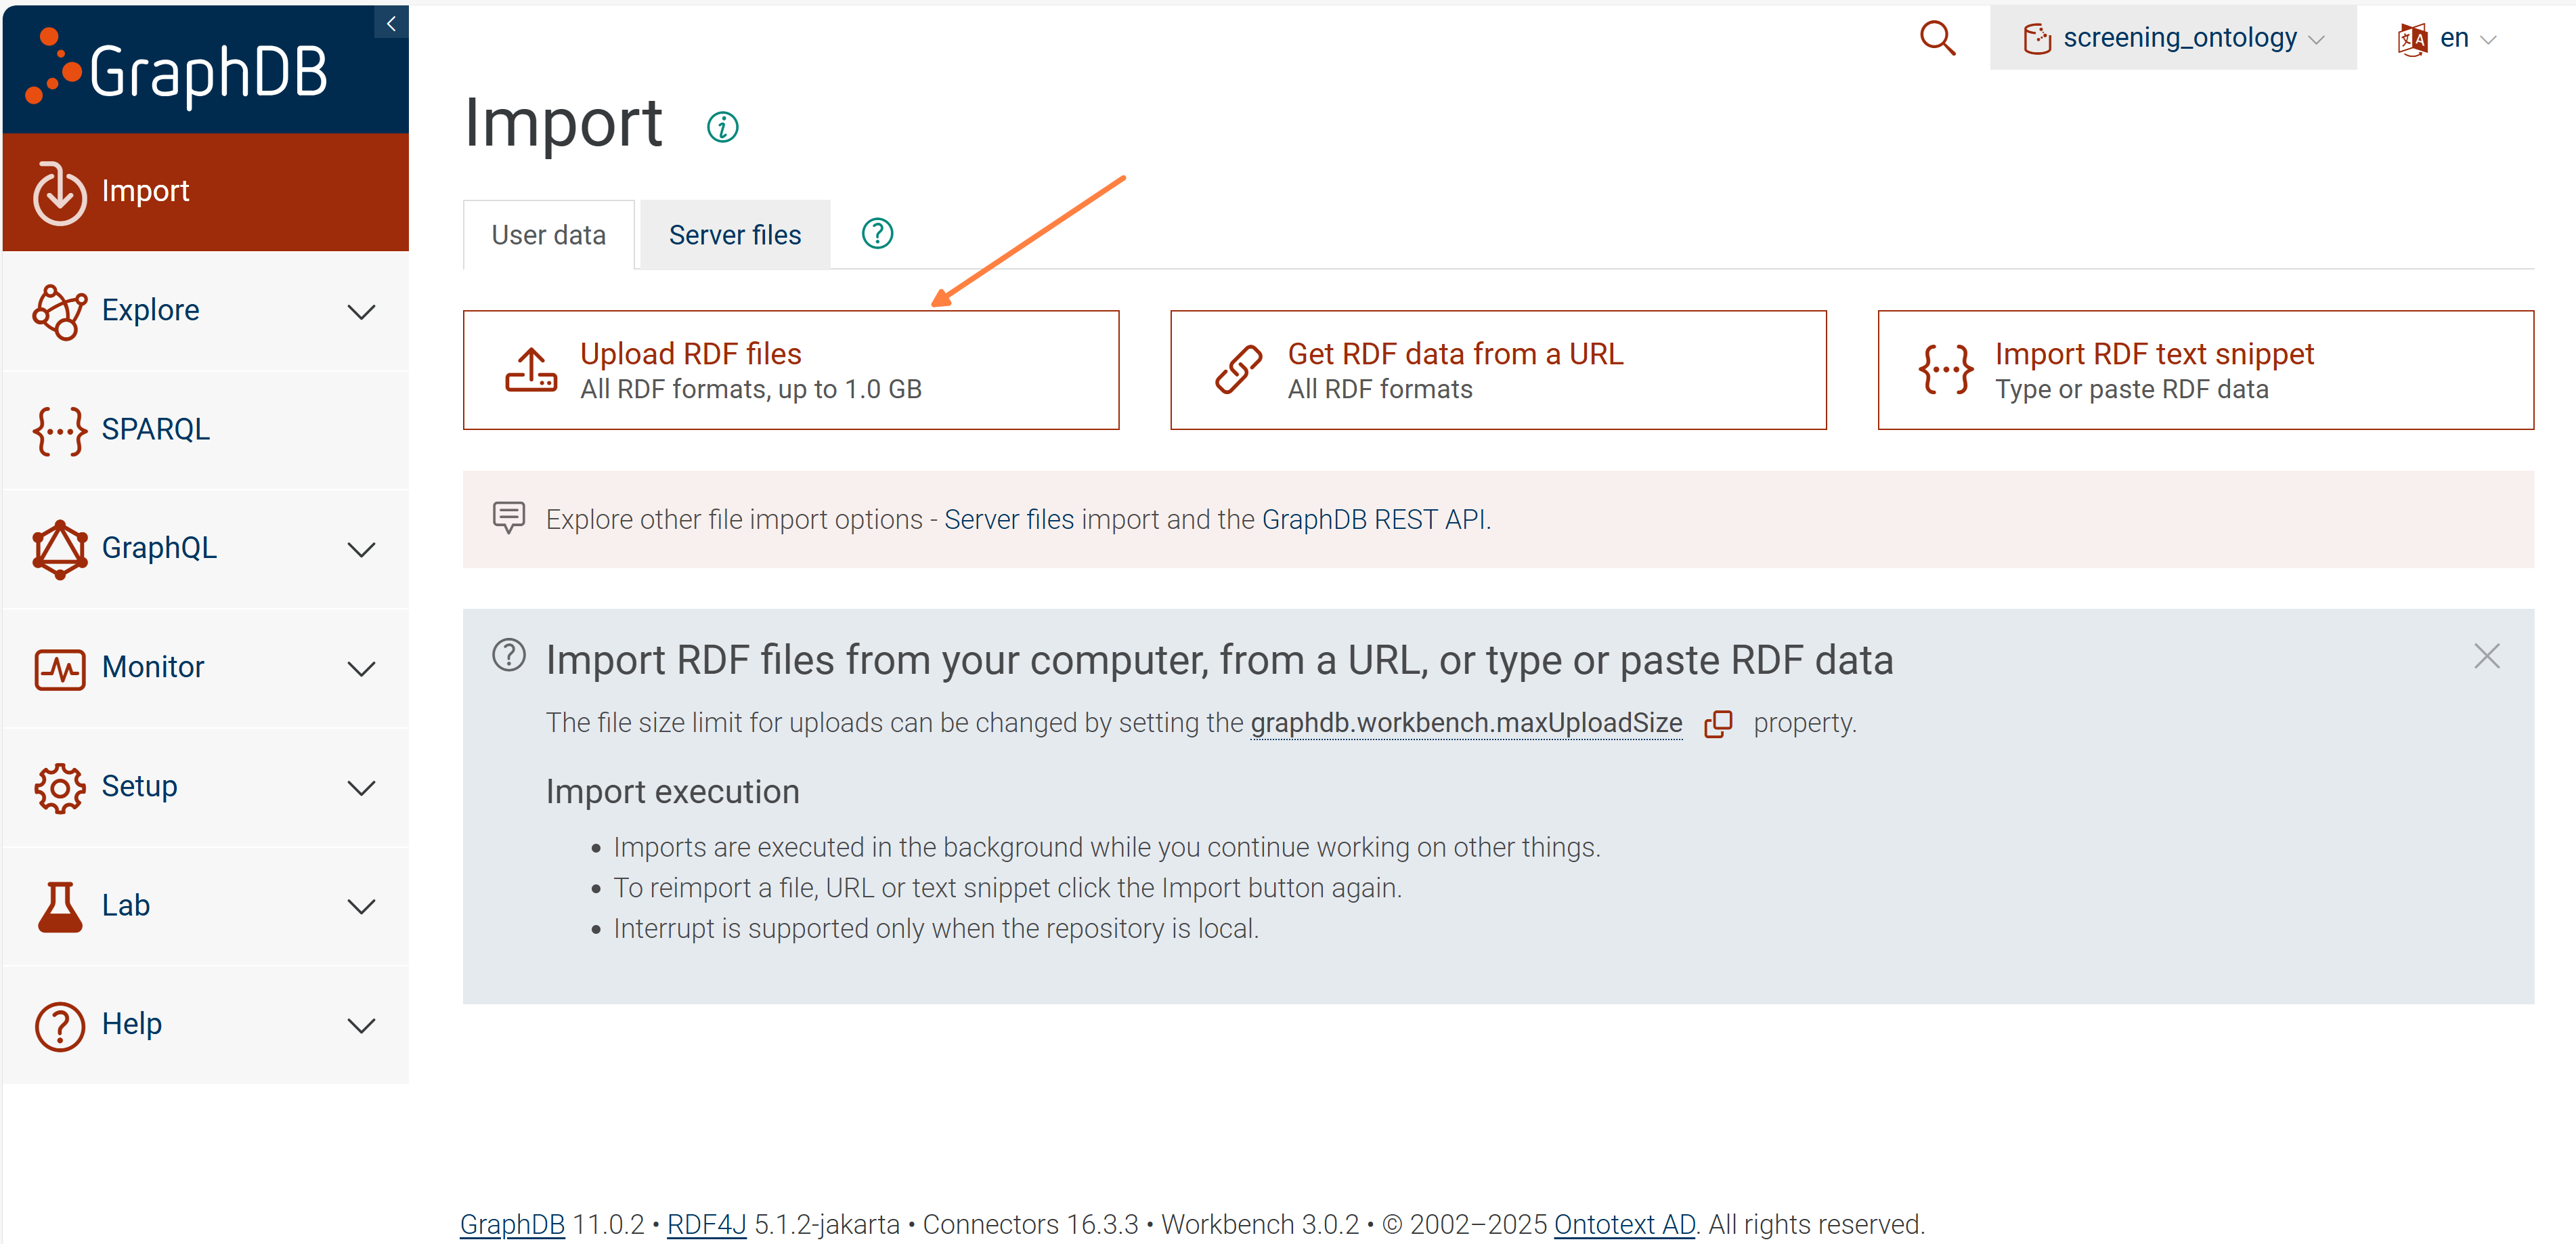 GraphDB
screening_ontology
en
Import
Import
User data
Server files
Explore
Upload RDF files
All RDF formats, up to 1.0 GB
Get RDF data from a URL
All RDF formats
Import RDF text snippet
Type or paste RDF data
SPARQL
Explore other file import options - Server files import and the GraphDB REST API.
GraphQL
Monitor
Import RDF files from your computer, from a URL, or type or paste RDF data
The file size limit for uploads can be changed by setting the graphdb.workbench.maxUploadSize property.
Setup
Import execution
• Imports are executed in the background while you continue working on other things.
• To reimport a file, URL or text snippet click the Import button again.
• Interrupt is supported only when the repository is local.
Lab
Help
GraphDB 11.0.2 • RDF4J 5.1.2-jakarta • Connectors 16.3.3 • Workbench 3.0.2 • © 2002–2025 Ontotext AD. All rights reserved.